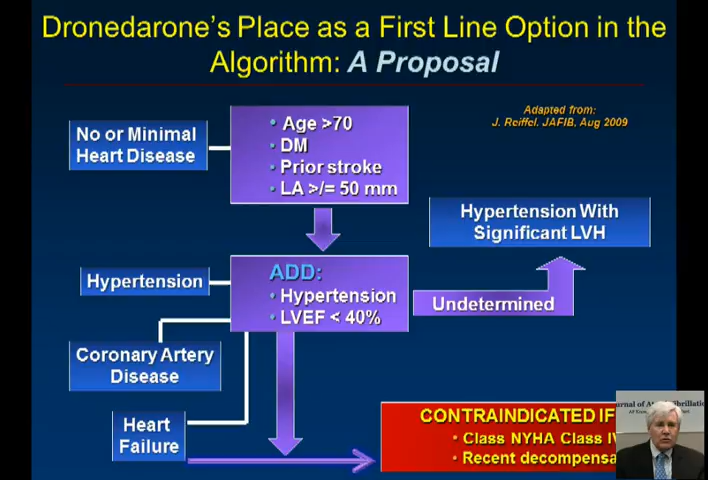 Dronedarone's Place as a First Line Option in the
Algorithm: A Proposal
Adapted from:
J. Reiffel. JAFIB, Aug 2009
No or Minimal
Heart Disease
• Age >70
• DM
• Prior stroke
• LA >/= 50 mm
Hypertension With
Significant LVH
Hypertension
ADD:
• Hypertension
• LVEF < 40%
Undetermined
Coronary Artery
Disease
Heart
Failure
CONTRAINDICATED IF
• Class NYHA Class IV
• Recent decompensa